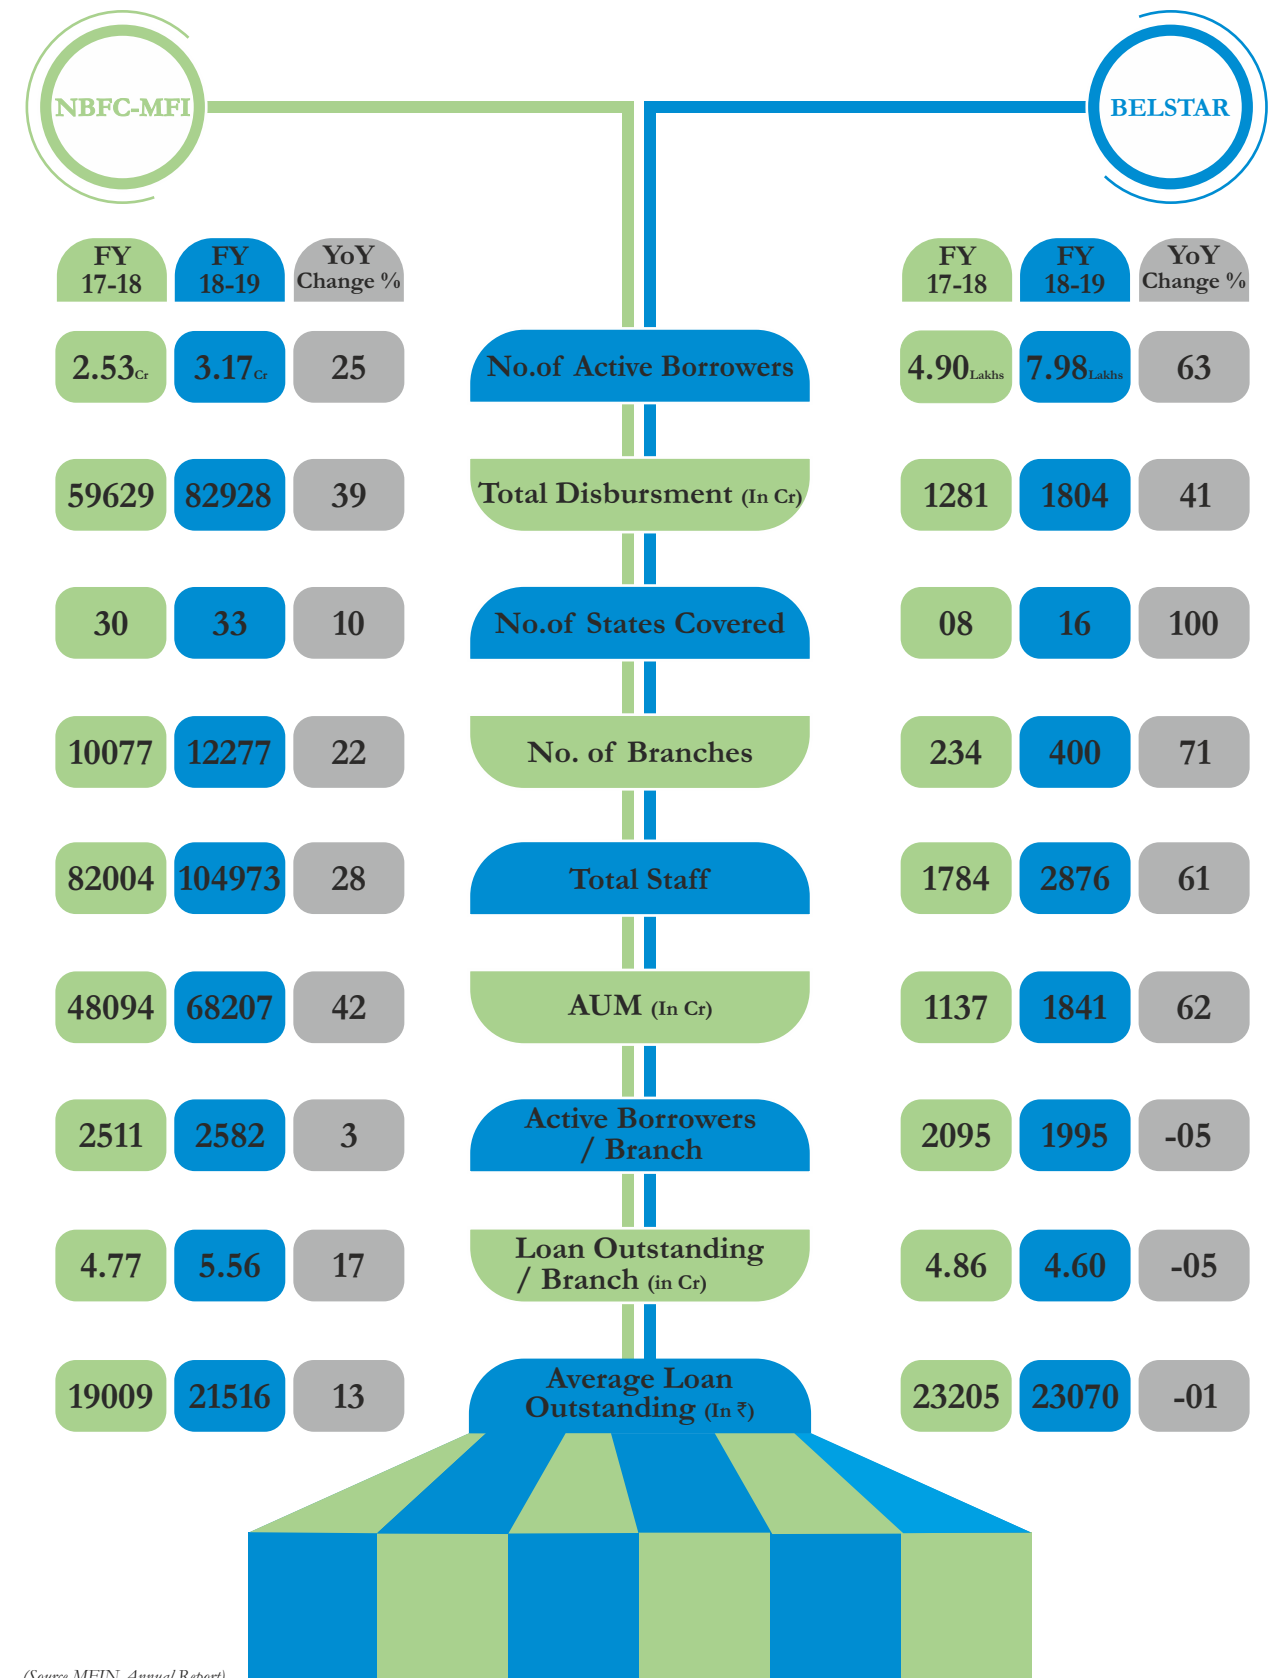 NBFC-MFI
BELSTAR
FY
17-18
FY
18-19
YoY
Change %
FY
17-18
FY
18-19
YoY
Change %
2.53Cr 3.17Cr 25 No.of Active Borrowers 4.90Lakhs 7.98Lakhs 63
59629 82928 39 Total Disbursment (In Cr) 1281 1804 41
30 33 10 No.of States Covered 08 16 100
10077 12277 22 No. of Branches 234 400 71
82004 104973 28 Total Staff 1784 2876 61
48094 68207 42 AUM (In Cr) 1137 1841 62
2511 2582 3 Active Borrowers
/ Branch 2095 1995 -05
4.77 5.56 17 Loan Outstanding
/ Branch (in Cr) 4.86 4.60 -05
19009 21516 13 Average Loan
Outstanding (In ₹) 23205 23070 -01
(Source MFIN Annual Report)